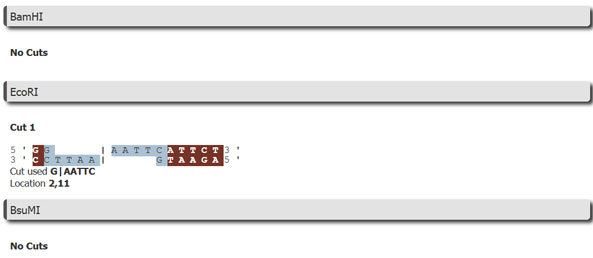 BamHI
No Cuts
EcoRI
Cut 1
5 ' G G | A A T T C A T T C T 3 '
3 ' C C T T A A | G T A A G A 5 '
Cut used G|AATTC
Location 2,11
BsuMI
No Cuts